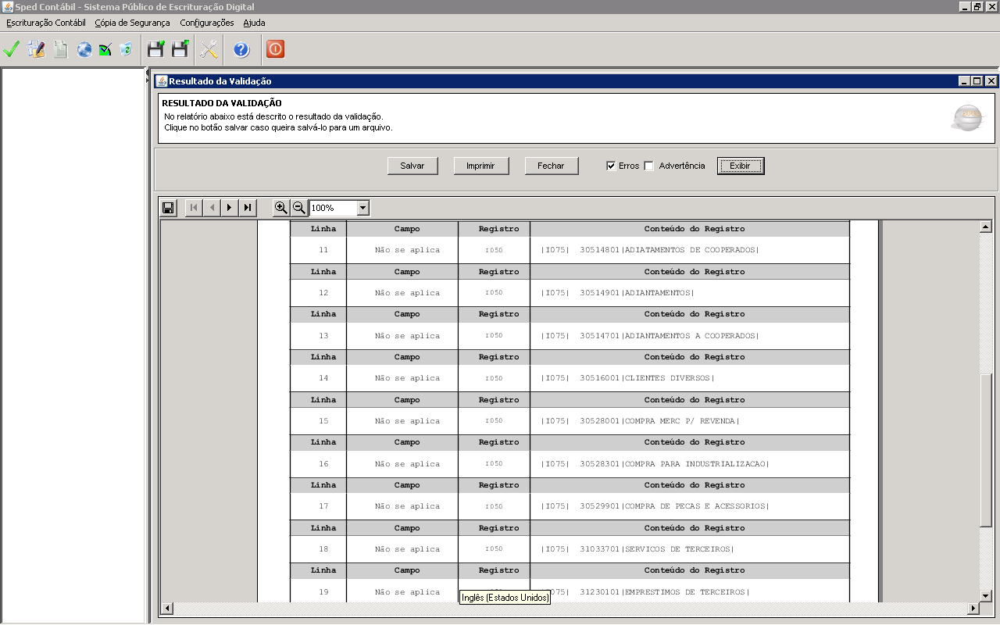 Sped Contábil - Sistema Público de Escrituração Digital
Escrituração Contábil Cópia de Segurança Configurações Ajuda
Resultado da Validação
RESULTADO DA VALIDAÇÃO
No relatório abaixo está descrito o resultado da validação.
Clique no botão salvar caso queira salvá-lo para um arquivo.
Salvar Imprimir Fechar Erros Advertência Exibir
100%
Linha Campo Registro Conteúdo do Registro
11 Não se aplica I050 |I075| 30514801|ADIATAMENTOS DE COOPERADOS|
Linha Campo Registro Conteúdo do Registro
12 Não se aplica I050 |I075| 30514901|ADIANTAMENTOS|
Linha Campo Registro Conteúdo do Registro
13 Não se aplica I050 |I075| 30514701|ADIANTAMENTOS A COOPERADOS|
Linha Campo Registro Conteúdo do Registro
14 Não se aplica I050 |I075| 30516001|CLIENTES DIVERSOS|
Linha Campo Registro Conteúdo do Registro
15 Não se aplica I050 |I075| 30528001|COMPRA MERC P/ REVENDA|
Linha Campo Registro Conteúdo do Registro
16 Não se aplica I050 |I075| 30528301|COMPRA PARA INDUSTRIALIZACAO|
Linha Campo Registro Conteúdo do Registro
17 Não se aplica I050 |I075| 30529901|COMPRA DE PECAS E ACESSORIOS|
Linha Campo Registro Conteúdo do Registro
18 Não se aplica I050 |I075| 31033701|SERVICOS DE TERCEIROS|
Linha Campo Registro Conteúdo do Registro
19 Não se aplica 075| 31230101|EMPRESTIMOS DE TERCEIROS|
Inglês (Estados Unidos)